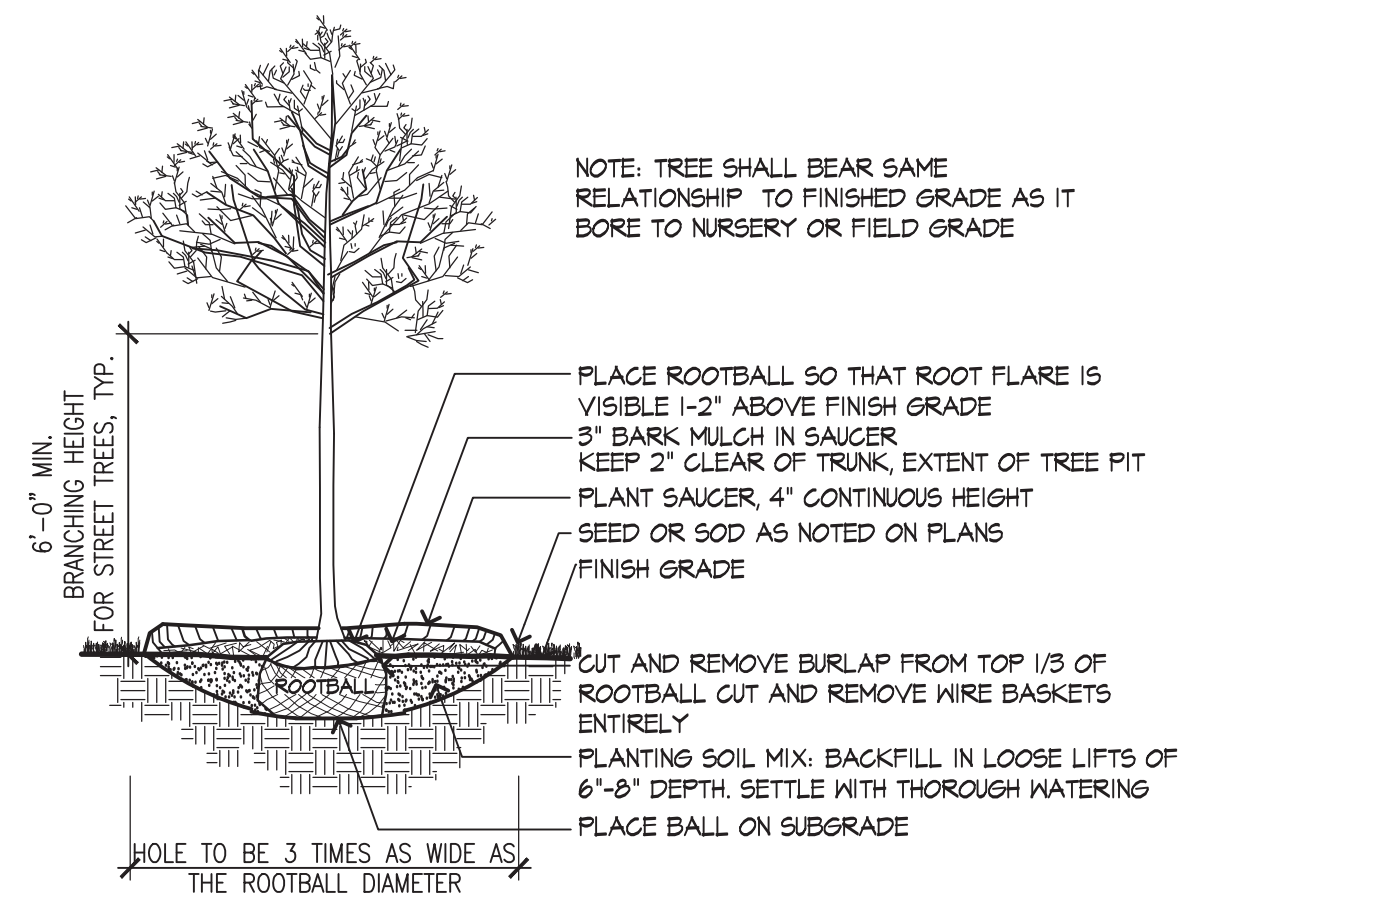 NOTE: TREE SHALL BEAR SAME
RELATIONSHIP TO FINISHED GRADE AS IT
BORE TO NURSERY OR FIELD GRADE
6'-0" MIN.
BRANCHING HEIGHT
FOR STREET TREES, TYP.
PLACE ROOTBALL SO THAT ROOT FLARE IS
VISIBLE 1-2" ABOVE FINISH GRADE
3" BARK MULCH IN SAUCER
KEEP 2" CLEAR OF TRUNK, EXTENT OF TREE PIT
PLANT SAUCER, 4" CONTINUOUS HEIGHT
SEED OR SOD AS NOTED ON PLANS
FINISH GRADE
CUT AND REMOVE BURLAP FROM TOP 1/3 OF
ROOTBALL CUT AND REMOVE WIRE BASKETS
ENTIRELY
ROOTBALL
PLANTING SOIL MIX: BACKFILL IN LOOSE LIFTS OF
6"-8" DEPTH. SETTLE WITH THOROUGH WATERING
PLACE BALL ON SUBGRADE
HOLE TO BE 3 TIMES AS WIDE AS
THE ROOTBALL DIAMETER